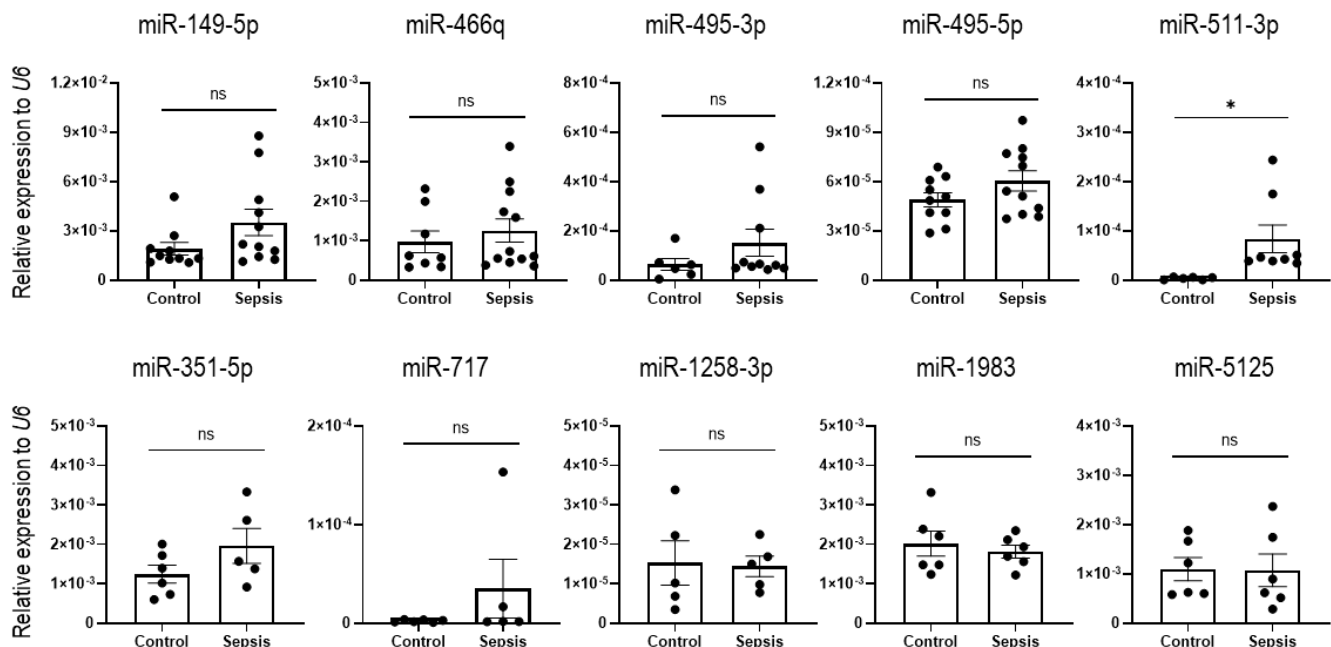 miR-149-5p miR-466q miR-495-3p miR-495-5p miR-511-3p
Relative expression to U6
1.2×10⁻²
9×10⁻³
6×10⁻³
3×10⁻³
0
ns
Control Sepsis
5×10⁻³
4×10⁻³
3×10⁻³
2×10⁻³
1×10⁻³
0
ns
Control Sepsis
8×10⁻⁴
6×10⁻⁴
4×10⁻⁴
2×10⁻⁴
0
ns
Control Sepsis
1.2×10⁻⁴
9×10⁻⁵
6×10⁻⁵
3×10⁻⁵
0
ns
Control Sepsis
4×10⁻⁴
3×10⁻⁴
2×10⁻⁴
1×10⁻⁴
0
*
Control Sepsis
miR-351-5p miR-717 miR-1258-3p miR-1983 miR-5125
Relative expression to U6
5×10⁻³
4×10⁻³
3×10⁻³
2×10⁻³
1×10⁻³
0
ns
Control Sepsis
2×10⁻⁴
1×10⁻⁴
0
ns
Control Sepsis
5×10⁻⁵
4×10⁻⁵
3×10⁻⁵
2×10⁻⁵
1×10⁻⁵
0
ns
Control Sepsis
5×10⁻³
4×10⁻³
3×10⁻³
2×10⁻³
1×10⁻³
0
ns
Control Sepsis
4×10⁻³
3×10⁻³
2×10⁻³
1×10⁻³
0
ns
Control Sepsis